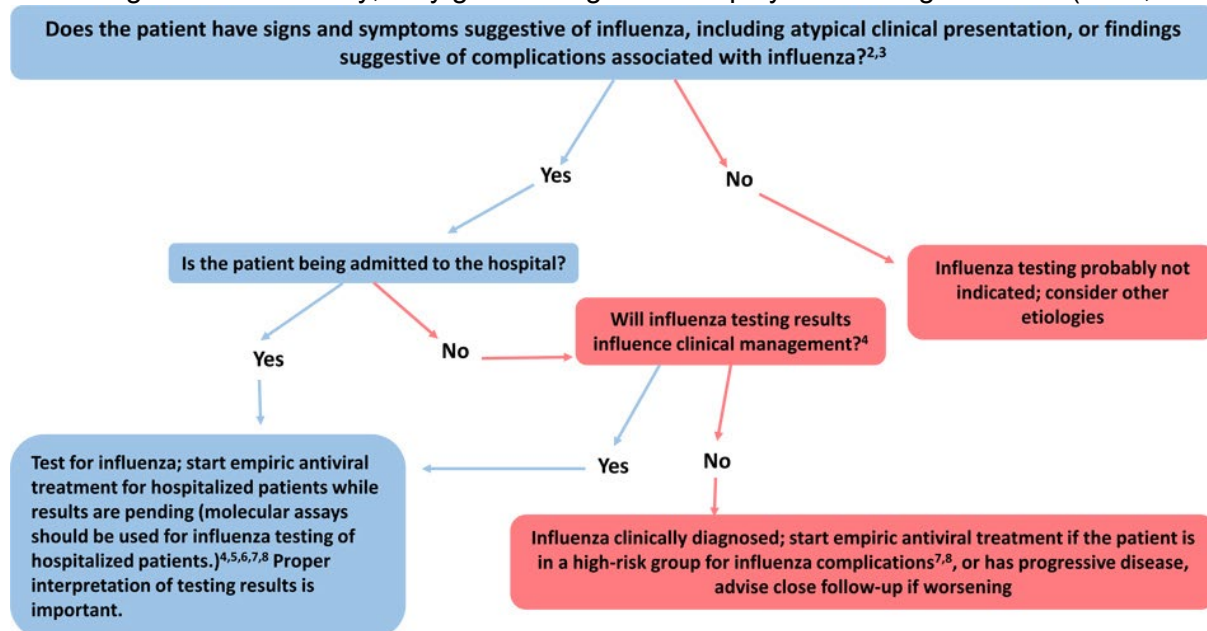 Does the patient have signs and symptoms suggestive of influenza, including atypical clinical presentation, or findings
suggestive of complications associated with influenza?2,3
Yes
No
Is the patient being admitted to the hospital?
Influenza testing probably not
indicated; consider other
etiologies
Will influenza testing results
influence clinical management?4
Yes
No
Test for influenza; start empiric antiviral
treatment for hospitalized patients while
results are pending (molecular assays
should be used for influenza testing of
hospitalized patients.)4,5,6,7,8 Proper
interpretation of testing results is
important.
Yes
No
Influenza clinically diagnosed; start empiric antiviral treatment if the patient is
in a high-risk group for influenza complications7,8, or has progressive disease,
advise close follow-up if worsening